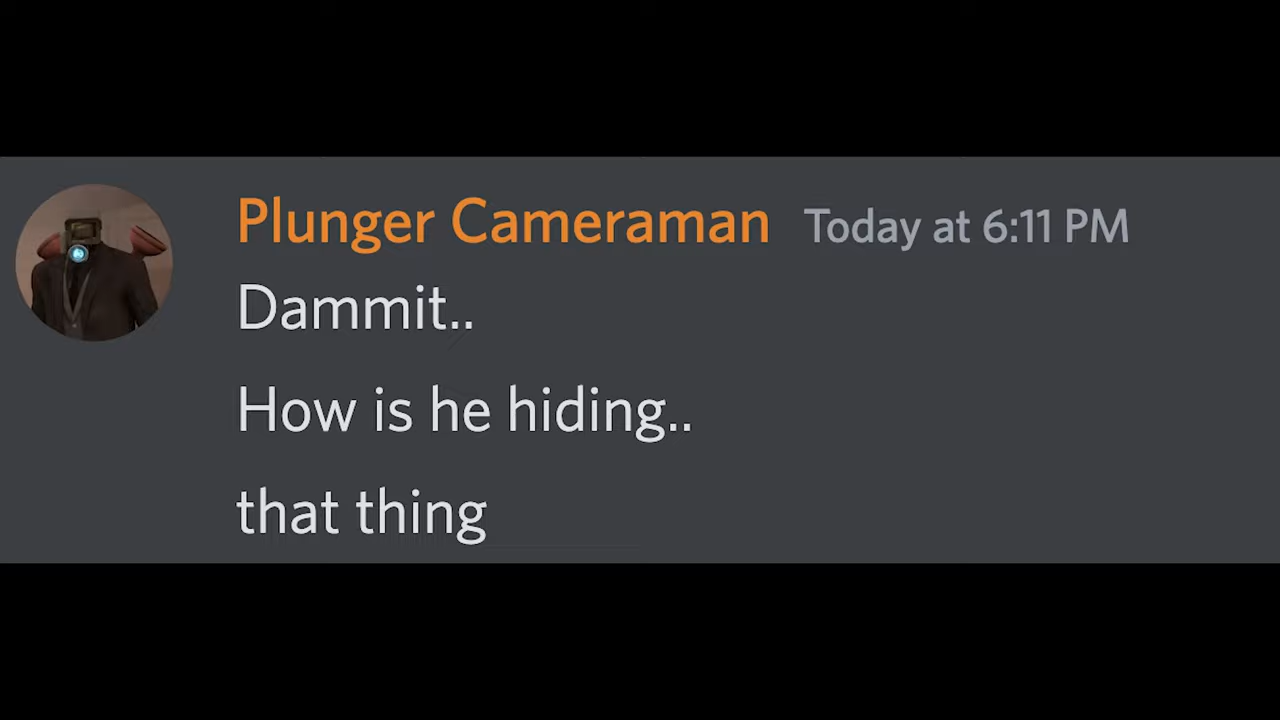 Plunger Cameraman Today at 6:11 PM
Dammit..
How is he hiding..
that thing